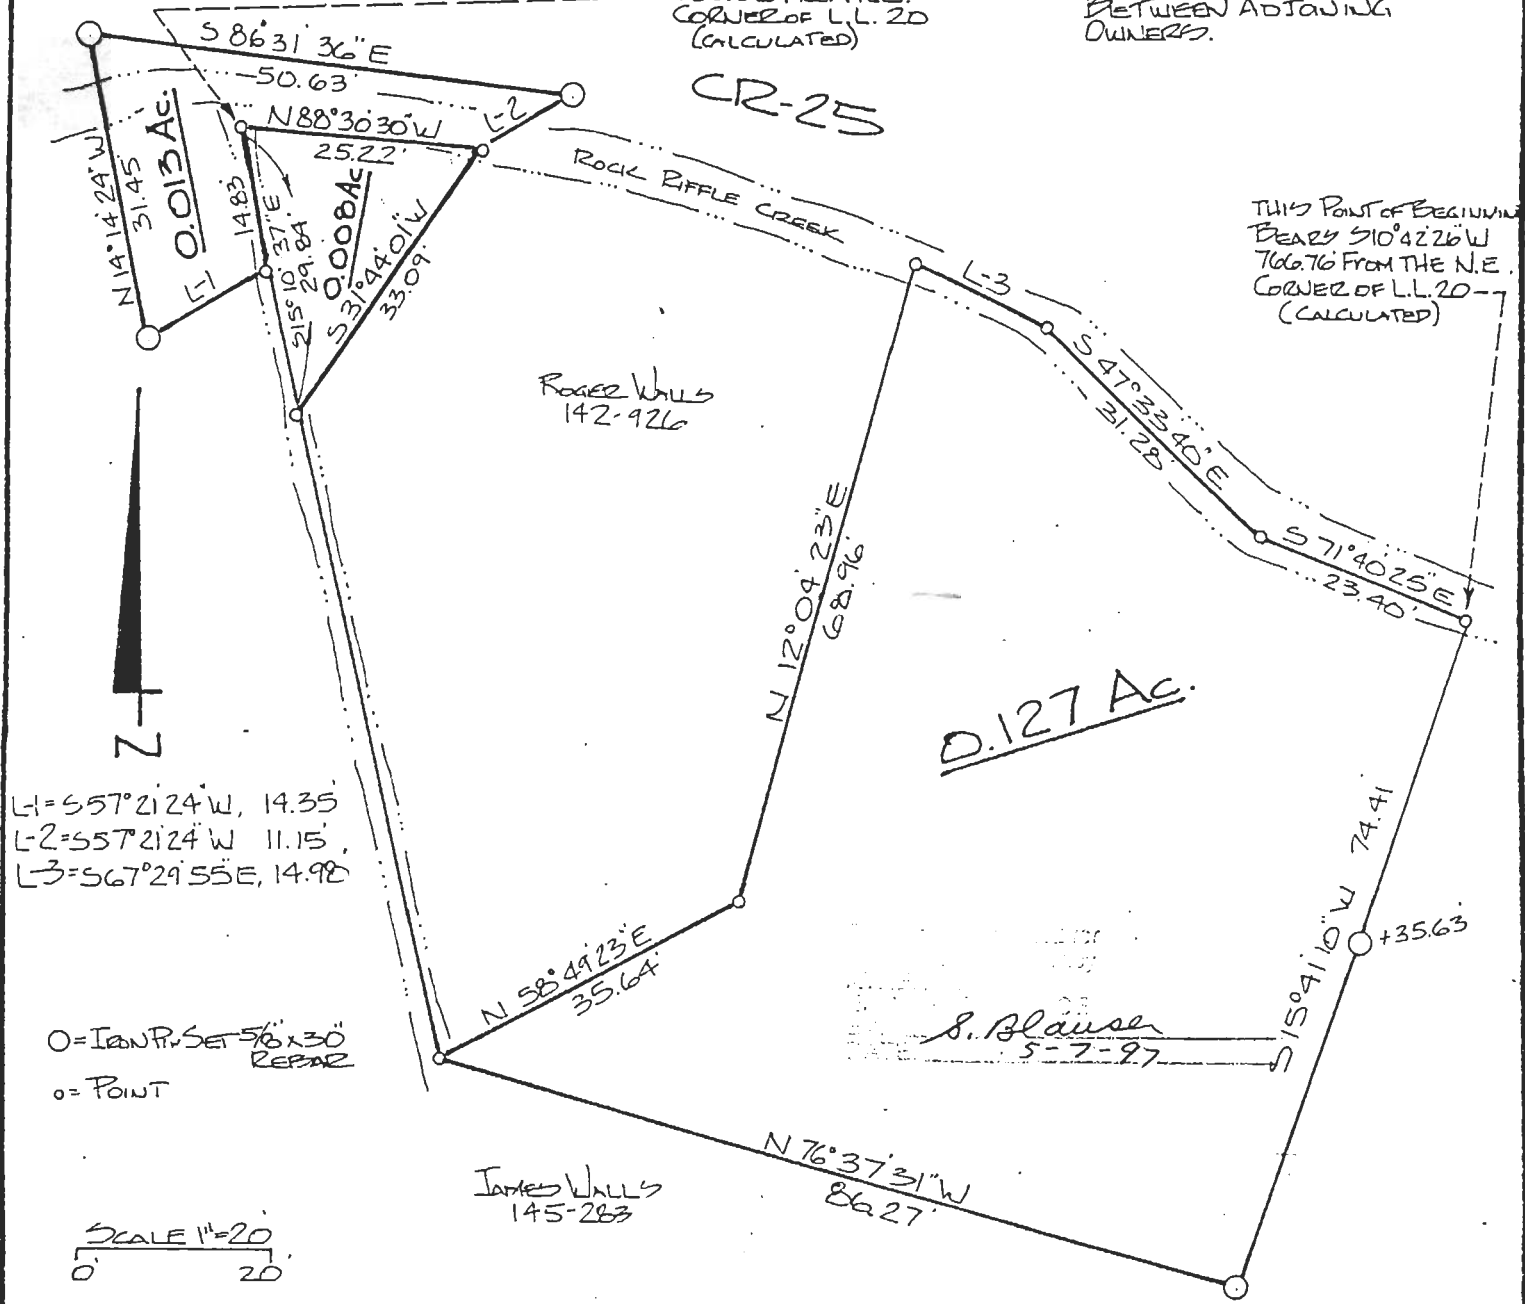 CORNER OF L.L. 20
(CALCULATED)
BETWEEN ADJOINING
OWNERS.
S 86°31'36"E
50.63'
CR-25
L-2
N88°30'30"W
25.22'
ROCK RIFFLE CREEK
N 14°14'24"W
31.45
0.013 Ac.
14.83
S15°10'37"E
29.84'
0.008 Ac.
S 31°44'01"W
33.09'
L-1
THIS POINT OF BEGINNIN
BEARS S10°42'26"W
766.76' FROM THE N.E.
CORNER OF L.L. 20
(CALCULATED)
L-3
S 47°33'40"E
31.28'
ROGER WALLS
142-926
S 71°40'25"E
23.40'
N 12°04'23"E
68.96'
0.127 Ac.
N
L-1=S57°21'24"W, 14.35'
L-2=S57°21'24"W 11.15',
L-3=S67°29'55"E, 14.98'
S 15°41'10"W 74.41
+35.63'
N 58°49'23"E
35.64'
S. Blauser
5-7-97
O=IRON PIN SET 5/8"x30"
REBAR
o= POINT
N 76°37'31"W
86.27'
JAMES WALLS
145-283
SCALE 1"=20'
0' 20'